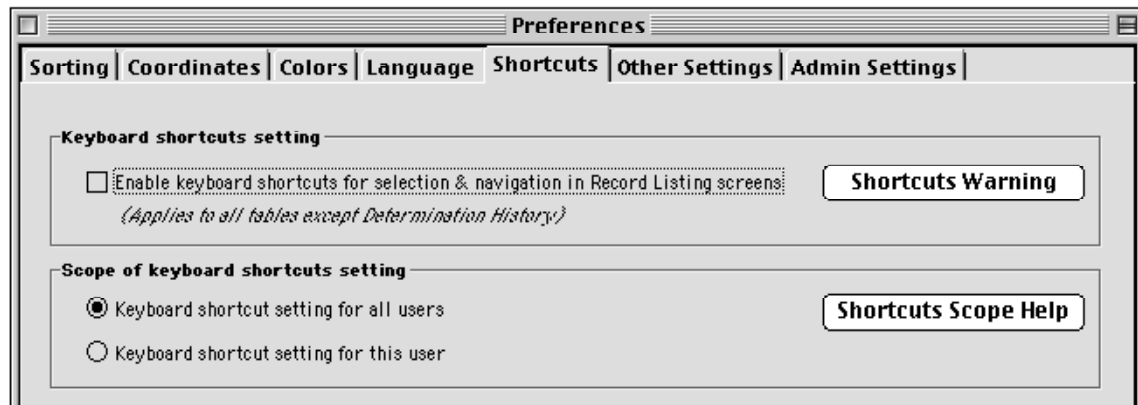 Preferences
Sorting Coordinates Colors Language Shortcuts Other Settings Admin Settings
Keyboard shortcuts setting
Enable keyboard shortcuts for selection & navigation in Record Listing screens
Shortcuts Warning
(Applies to all tables except Determination History)
Scope of keyboard shortcuts setting
Keyboard shortcut setting for all users
Shortcuts Scope Help
Keyboard shortcut setting for this user